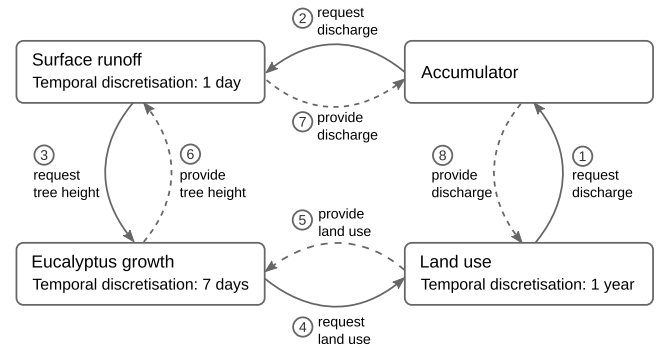 2 request
discharge
Surface runoff
Temporal discretisation: 1 day
Accumulator
7 provide
discharge
3
request
tree height
6
provide
tree height
8
provide
discharge
1
request
discharge
5 provide
land use
Eucalyptus growth
Temporal discretisation: 7 days
Land use
Temporal discretisation: 1 year
4 request
land use